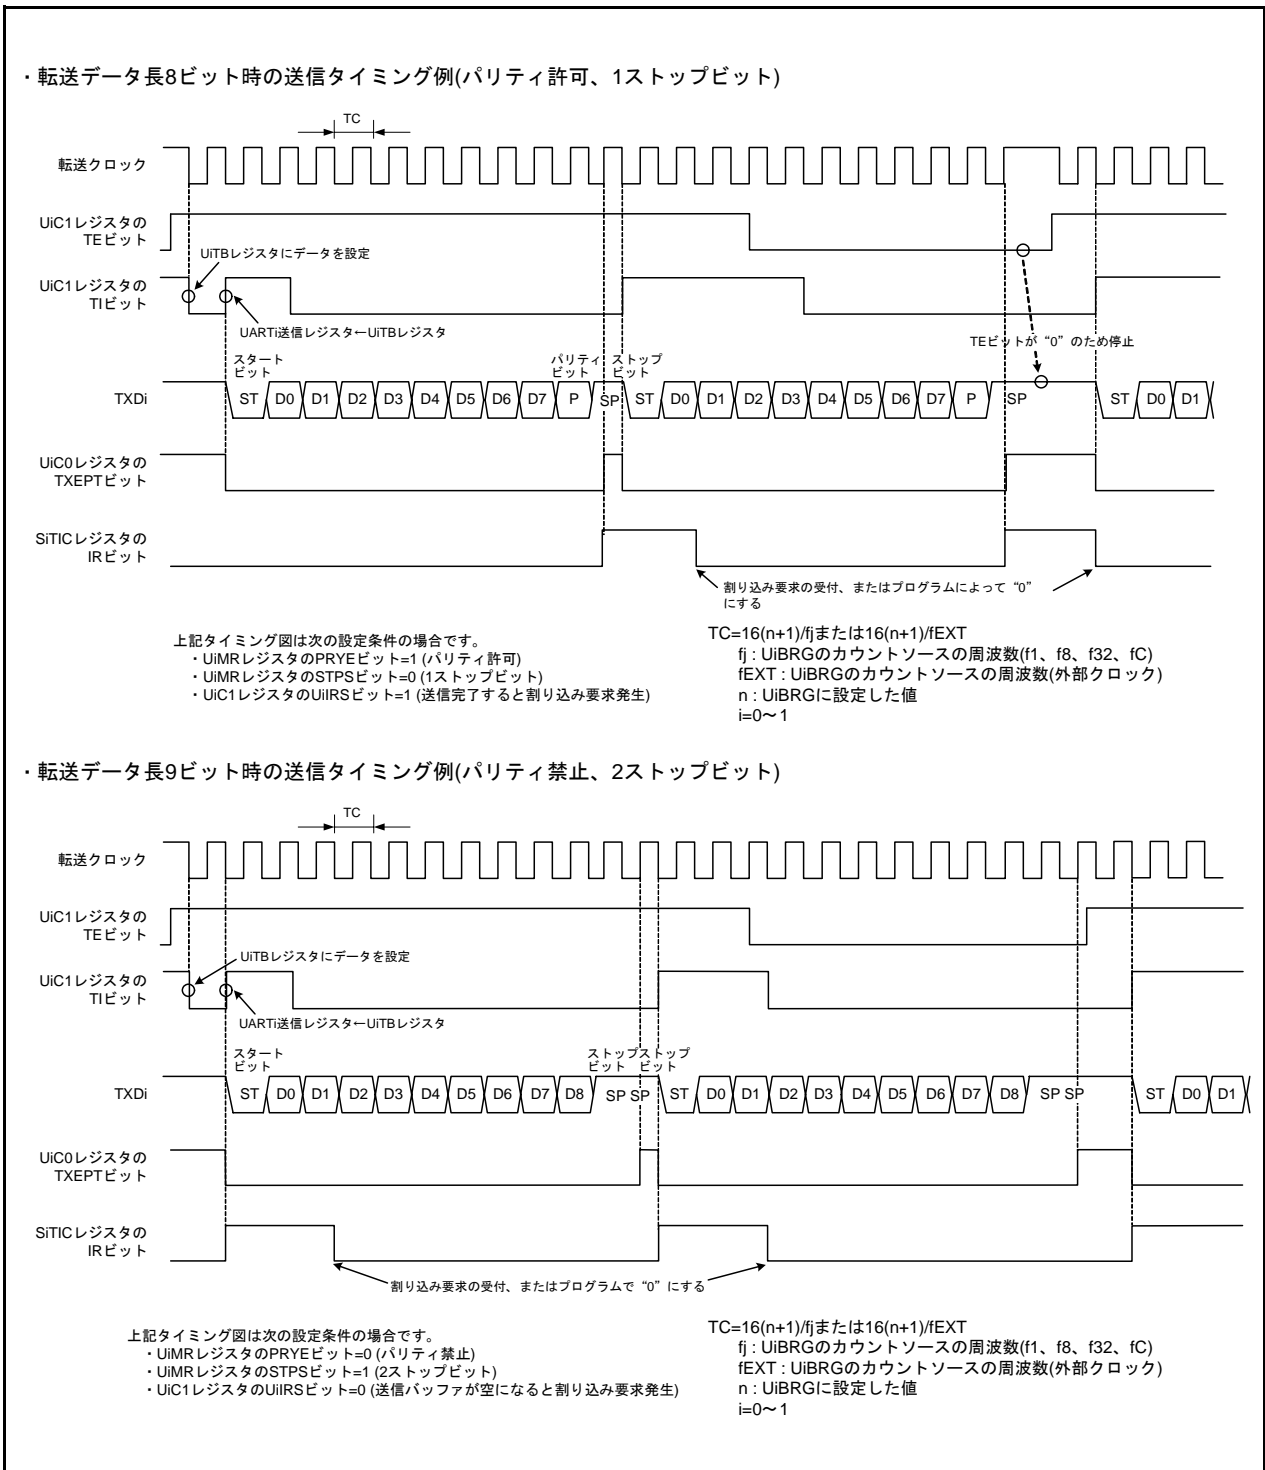 ・転送データ長8ビット時の送信タイミング例(パリティ許可、1ストップビット)
TC
転送クロック
UiC1レジスタの
TEビット
UiTBレジスタにデータを設定
UiC1レジスタの
TIビット
UARTi送信レジスタ←UiTBレジスタ
TEビットが“0”のため停止
スタート
ビット
パリティ
ビット
ストップ
ビット
TXDi
ST D0 D1 D2 D3 D4 D5 D6 D7 P SP ST D0 D1 D2 D3 D4 D5 D6 D7 P SP ST D0 D1
UiC0レジスタの
TXEPTビット
SiTICレジスタの
IRビット
割り込み要求の受付、またはプログラムによって“0”
にする
上記タイミング図は次の設定条件の場合です。
・UiMRレジスタのPRYEビット=1 (パリティ許可)
・UiMRレジスタのSTPSビット=0 (1ストップビット)
・UiC1レジスタのUiIRSビット=1 (送信完了すると割り込み要求発生)
TC=16(n+1)/fjまたは16(n+1)/fEXT
fj : UiBRGのカウントソースの周波数(f1、f8、f32、fC)
fEXT : UiBRGのカウントソースの周波数(外部クロック)
n : UiBRGに設定した値
i=0〜1
・転送データ長9ビット時の送信タイミング例(パリティ禁止、2ストップビット)
TC
転送クロック
UiC1レジスタの
TEビット
UiTBレジスタにデータを設定
UiC1レジスタの
TIビット
UARTi送信レジスタ←UiTBレジスタ
スタート
ビット
ストップ
ビット
ストップ
ビット
TXDi
ST D0 D1 D2 D3 D4 D5 D6 D7 D8 SP SP ST D0 D1 D2 D3 D4 D5 D6 D7 D8 SP SP ST D0 D1
UiC0レジスタの
TXEPTビット
SiTICレジスタの
IRビット
割り込み要求の受付、またはプログラムで“0”にする
上記タイミング図は次の設定条件の場合です。
・UiMRレジスタのPRYEビット=0 (パリティ禁止)
・UiMRレジスタのSTPSビット=1 (2ストップビット)
・UiC1レジスタのUiIRSビット=0 (送信バッファが空になると割り込み要求発生)
TC=16(n+1)/fjまたは16(n+1)/fEXT
fj : UiBRGのカウントソースの周波数(f1、f8、f32、fC)
fEXT : UiBRGのカウントソースの周波数(外部クロック)
n : UiBRGに設定した値
i=0〜1